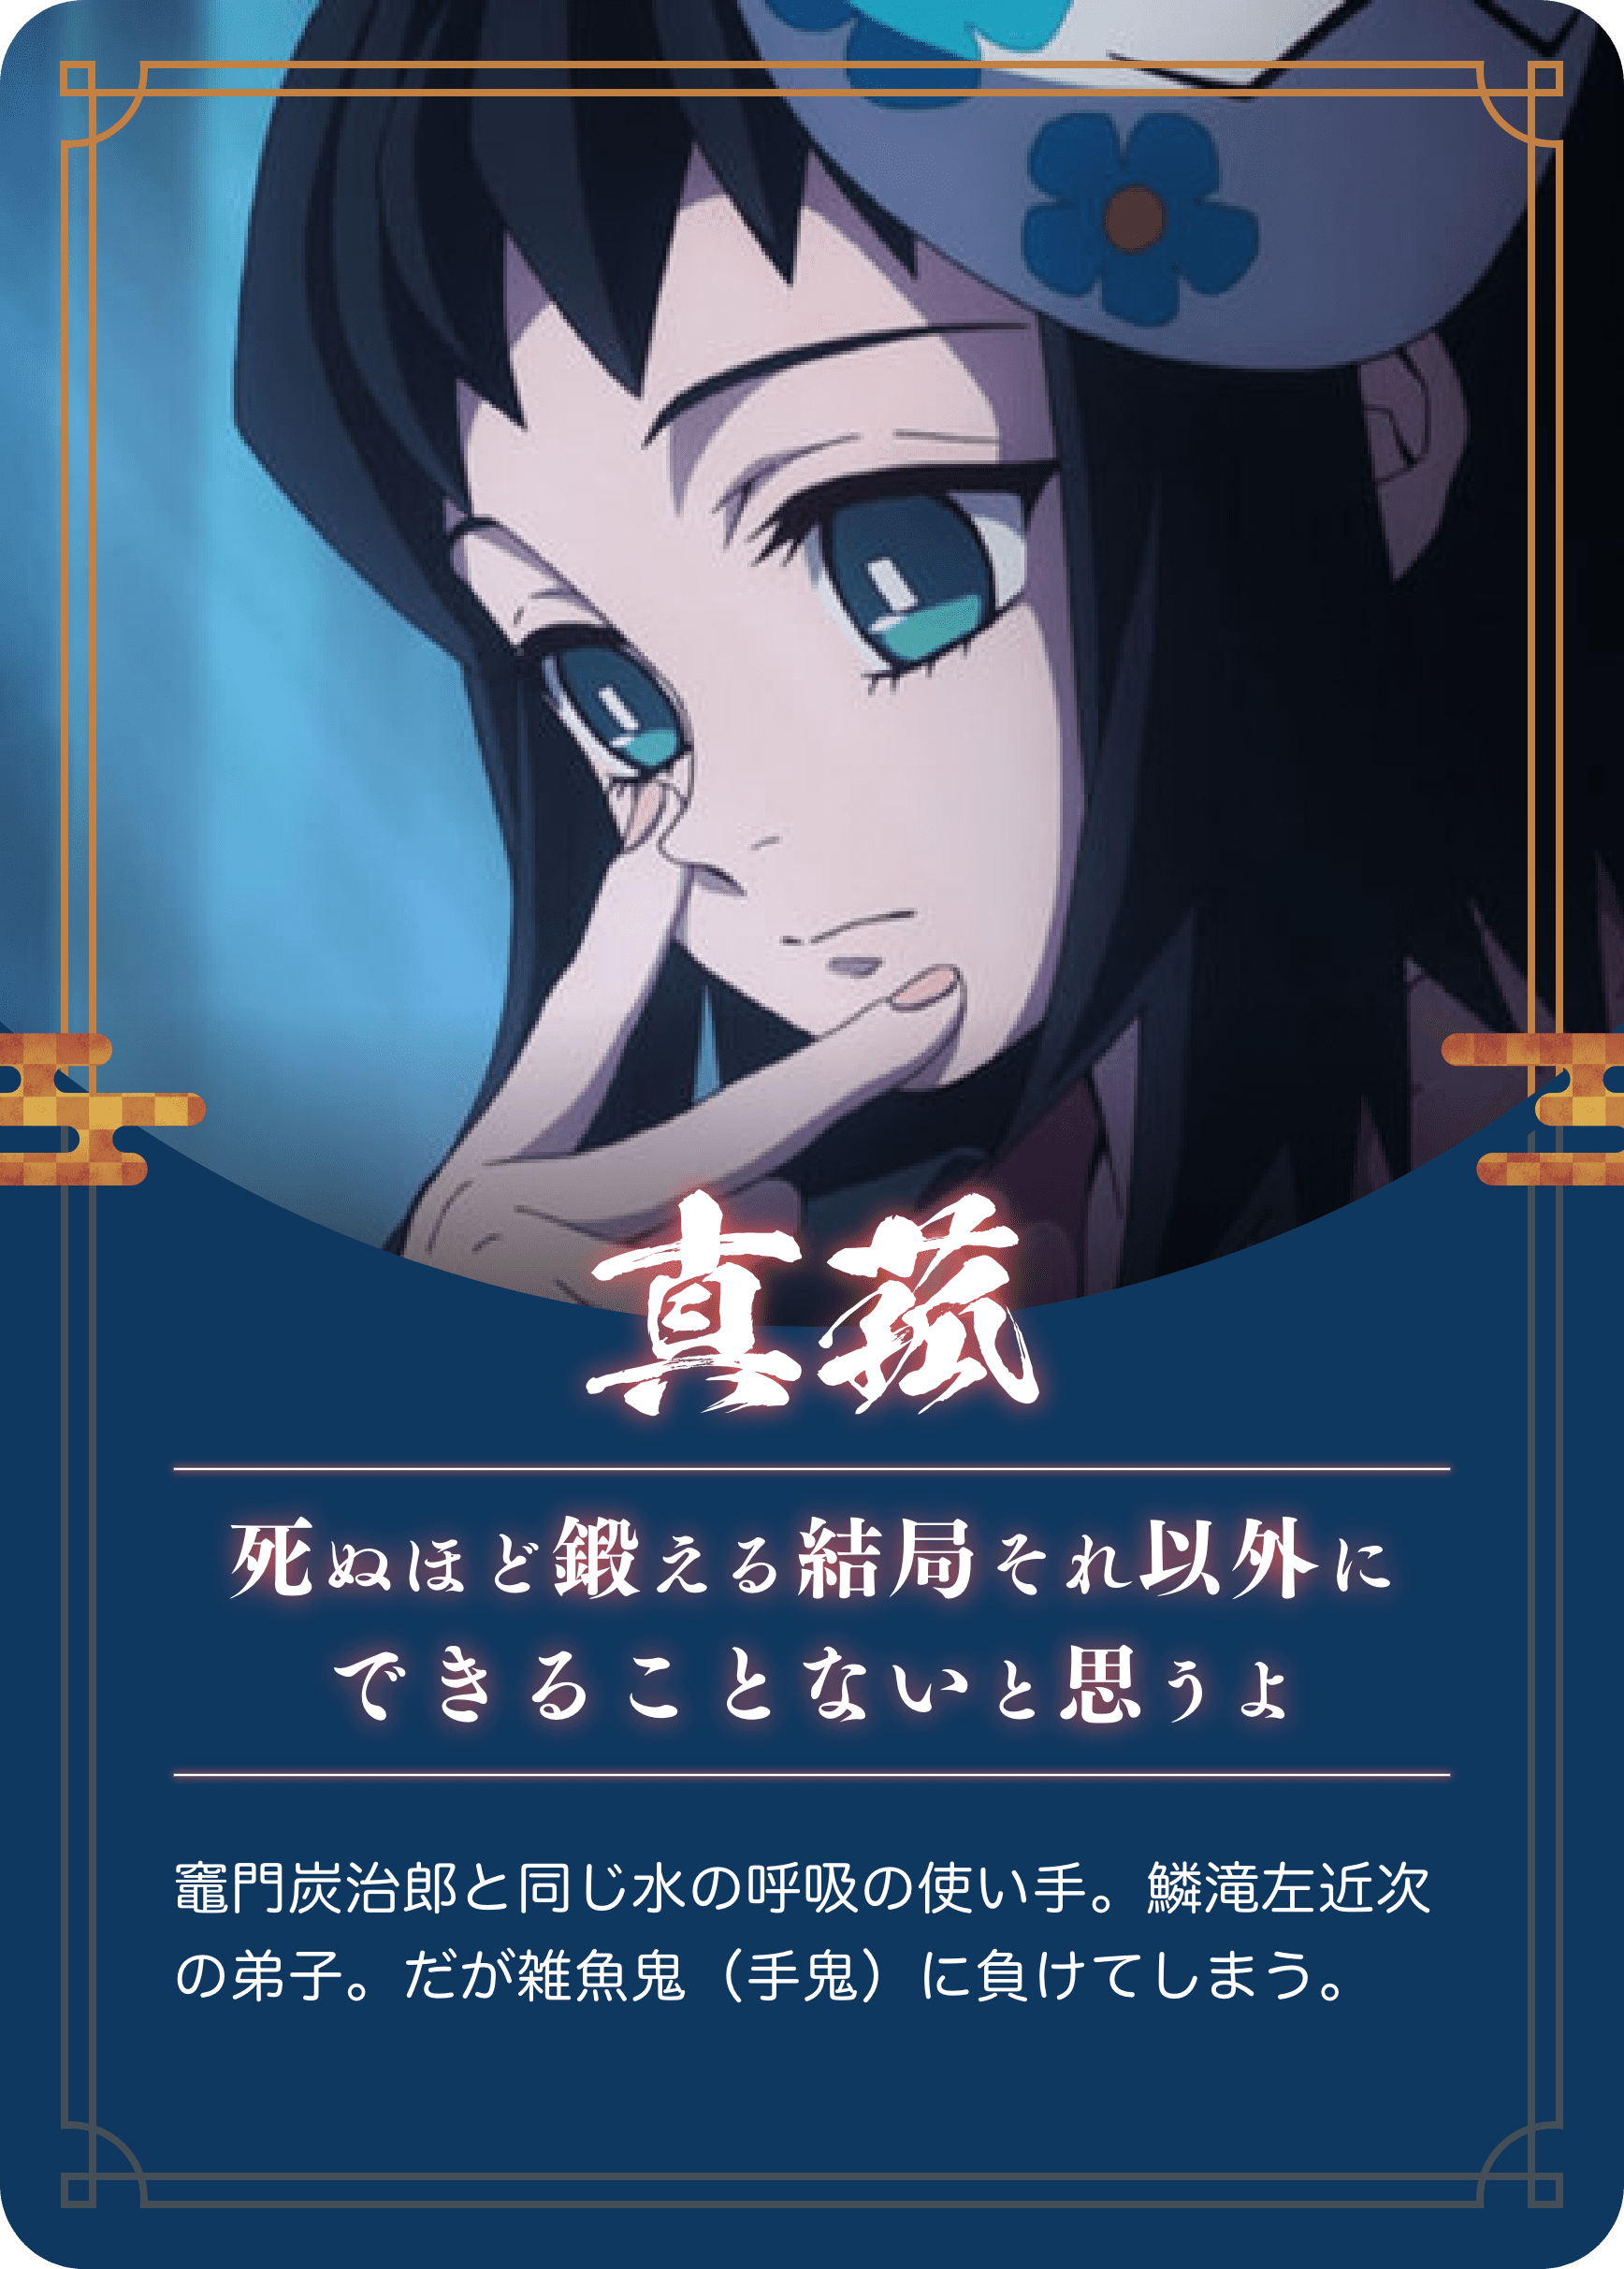 真菰
死ぬほど鍛える結局それ以外に
できることないと思うよ
竈門炭治郎と同じ水の呼吸の使い手。鱗滝左近次
の弟子。だが雑魚鬼（手鬼）に負けてしまう。